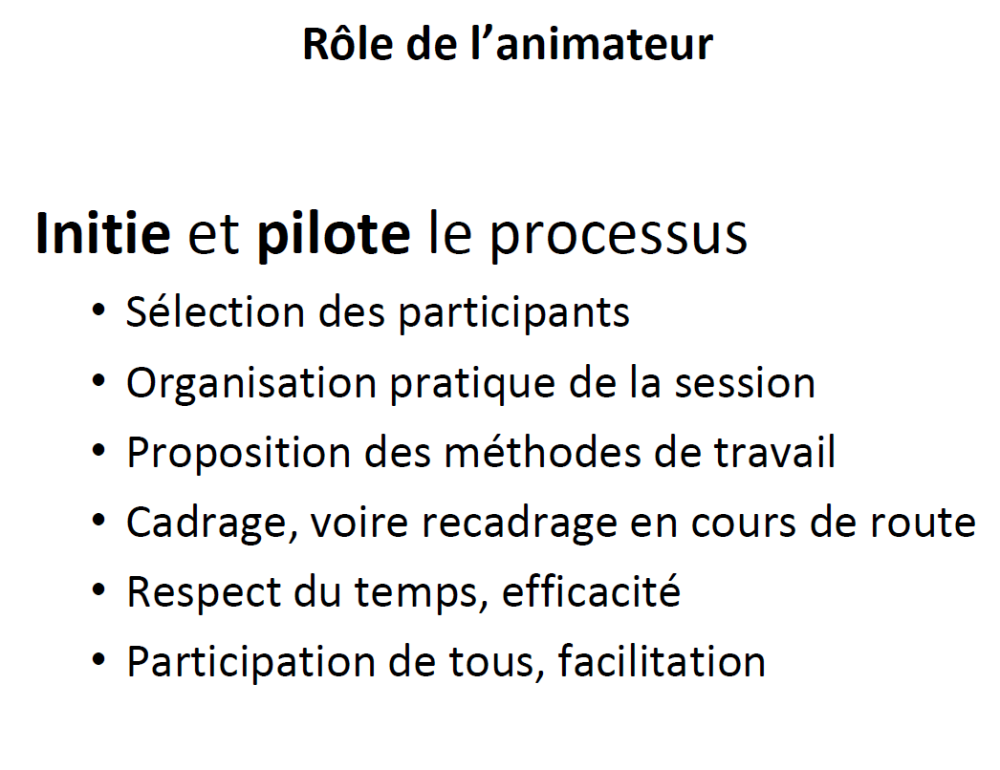 Rôle de l’animateur
Initie et pilote le processus
• Sélection des participants
• Organisation pratique de la session
• Proposition des méthodes de travail
• Cadrage, voire recadrage en cours de route
• Respect du temps, efficacité
• Participation de tous, facilitation